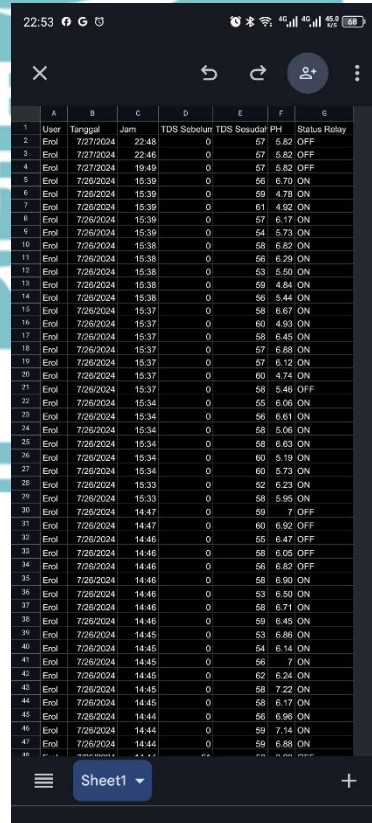 22:53
4G 4G 45.0 K/S 68
A B C D E F G
1 User Tanggal Jam TDS Sebelum TDS Sesudah PH Status Relay
2 Erol 7/27/2024 22:48 0 57 5.82 OFF
3 Erol 7/27/2024 22:46 0 57 5.82 OFF
4 Erol 7/27/2024 19:49 0 57 5.82 OFF
5 Erol 7/26/2024 15:39 0 56 6.70 ON
6 Erol 7/26/2024 15:39 0 59 4.78 ON
7 Erol 7/26/2024 15:39 0 61 4.92 ON
8 Erol 7/26/2024 15:39 0 57 6.17 ON
9 Erol 7/26/2024 15:39 0 54 5.73 ON
10 Erol 7/26/2024 15:38 0 58 6.82 ON
11 Erol 7/26/2024 15:38 0 56 6.29 ON
12 Erol 7/26/2024 15:38 0 53 5.50 ON
13 Erol 7/26/2024 15:38 0 59 4.84 ON
14 Erol 7/26/2024 15:38 0 56 5.44 ON
15 Erol 7/26/2024 15:37 0 58 6.67 ON
16 Erol 7/26/2024 15:37 0 60 4.93 ON
17 Erol 7/26/2024 15:37 0 58 6.45 ON
18 Erol 7/26/2024 15:37 0 57 6.88 ON
19 Erol 7/26/2024 15:37 0 57 6.12 ON
20 Erol 7/26/2024 15:37 0 60 4.74 ON
21 Erol 7/26/2024 15:37 0 58 5.46 OFF
22 Erol 7/26/2024 15:34 0 55 6.06 ON
23 Erol 7/26/2024 15:34 0 56 6.61 ON
24 Erol 7/26/2024 15:34 0 58 5.06 ON
25 Erol 7/26/2024 15:34 0 58 6.63 ON
26 Erol 7/26/2024 15:34 0 60 5.19 ON
27 Erol 7/26/2024 15:34 0 60 5.73 ON
28 Erol 7/26/2024 15:33 0 52 6.23 ON
29 Erol 7/26/2024 15:33 0 58 5.95 ON
30 Erol 7/26/2024 14:47 0 59 7 OFF
31 Erol 7/26/2024 14:47 0 60 6.92 OFF
32 Erol 7/26/2024 14:46 0 55 6.47 OFF
33 Erol 7/26/2024 14:46 0 58 6.05 OFF
34 Erol 7/26/2024 14:46 0 56 6.82 OFF
35 Erol 7/26/2024 14:46 0 58 6.90 ON
36 Erol 7/26/2024 14:46 0 53 6.50 ON
37 Erol 7/26/2024 14:46 0 58 6.71 ON
38 Erol 7/26/2024 14:46 0 59 6.45 ON
39 Erol 7/26/2024 14:45 0 53 6.86 ON
40 Erol 7/26/2024 14:45 0 54 6.14 ON
41 Erol 7/26/2024 14:45 0 56 7 ON
42 Erol 7/26/2024 14:45 0 62 6.24 ON
43 Erol 7/26/2024 14:45 0 58 7.22 ON
44 Erol 7/26/2024 14:45 0 58 6.17 ON
45 Erol 7/26/2024 14:44 0 56 6.96 ON
46 Erol 7/26/2024 14:44 0 59 7.14 ON
47 Erol 7/26/2024 14:44 0 59 6.88 ON
Sheet1